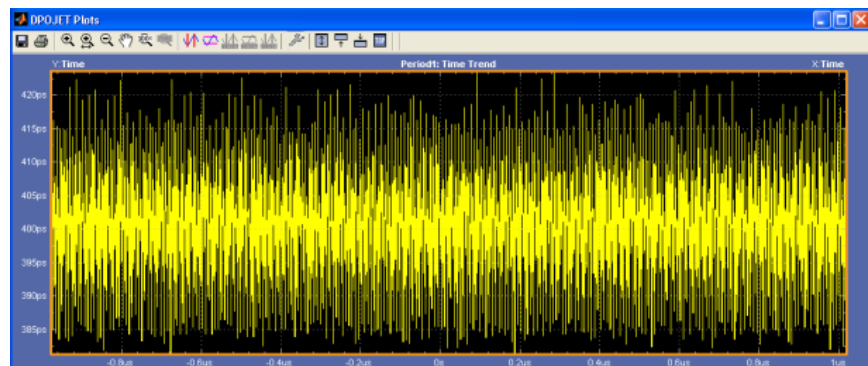 DPOJET Plots
Y:Time Period1: Time Trend X:Time
420ps
415ps
410ps
405ps
400ps
395ps
390ps
385ps
-0.8us -0.6us -0.4us -0.2us 0s 0.2us 0.4us 0.6us 0.8us 1us